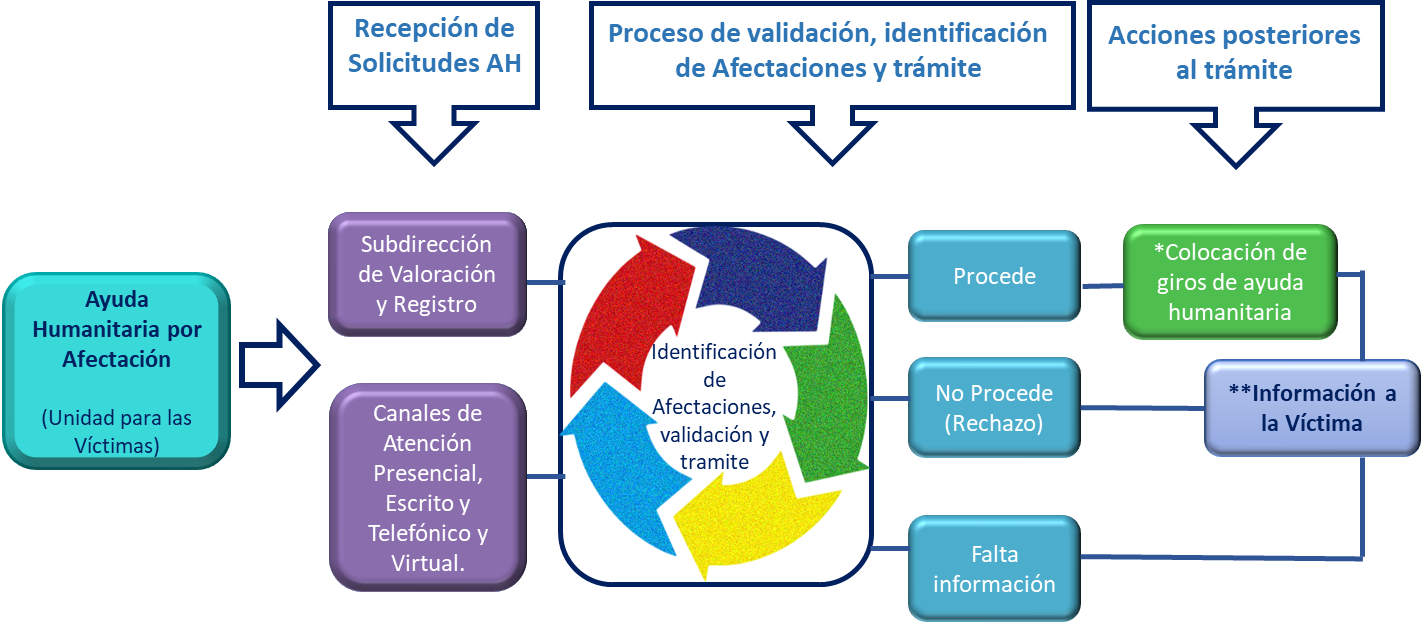 Recepción de
Solicitudes AH
Proceso de validación, identificación
de Afectaciones y trámite
Acciones posteriores
al trámite
Ayuda
Humanitaria por
Afectación
(Unidad para las
Víctimas)
Subdirección
de Valoración
y Registro
Canales de
Atención
Presencial,
Escrito y
Telefónico y
Virtual.
Identificación
de
Afectaciones,
validación y
tramite
Procede
No Procede
(Rechazo)
Falta
información
*Colocación de
giros de ayuda
humanitaria
**Información a
la Víctima